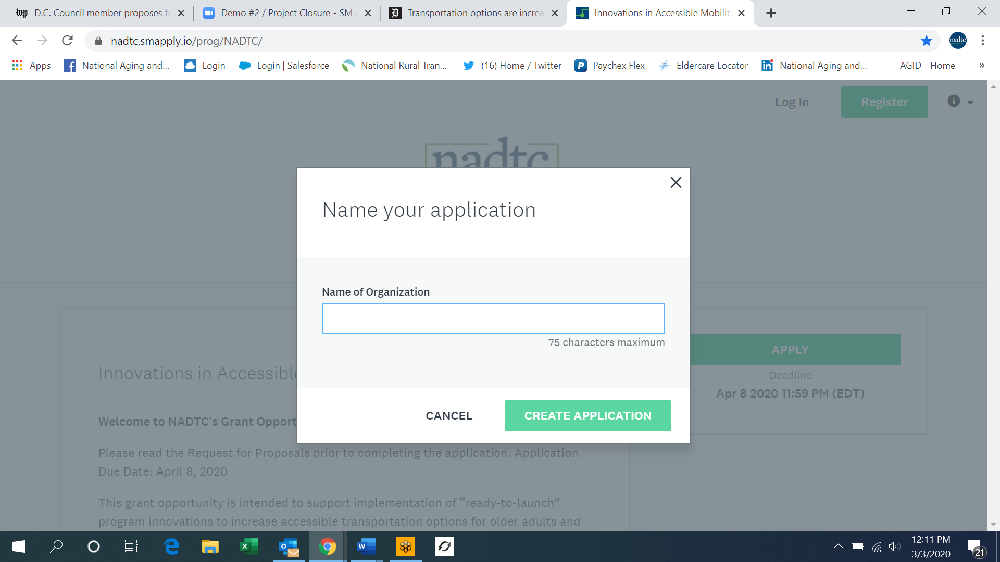 D.C. Council member proposes fr
Demo #2 / Project Closure - SM A
Transportation options are increa
Innovations in Accessible Mobilit
nadtc.smapply.io/prog/NADTC/
nadtc
Apps
National Aging and...
Login
Login | Salesforce
National Rural Tran...
(16) Home / Twitter
Paychex Flex
Eldercare Locator
National Aging and...
AGID - Home
»
Log In
Register
nadtc
Name your application
Name of Organization
75 characters maximum
CANCEL
CREATE APPLICATION
APPLY
Deadline
Apr 8 2020 11:59 PM (EDT)
Innovations in Accessible
Welcome to NADTC's Grant Opport
Please read the Request for Proposals prior to completing the application. Application
Due Date: April 8, 2020
This grant opportunity is intended to support implementation of “ready-to-launch”
program innovations to increase accessible transportation options for older adults and
12:11 PM
3/3/2020
21